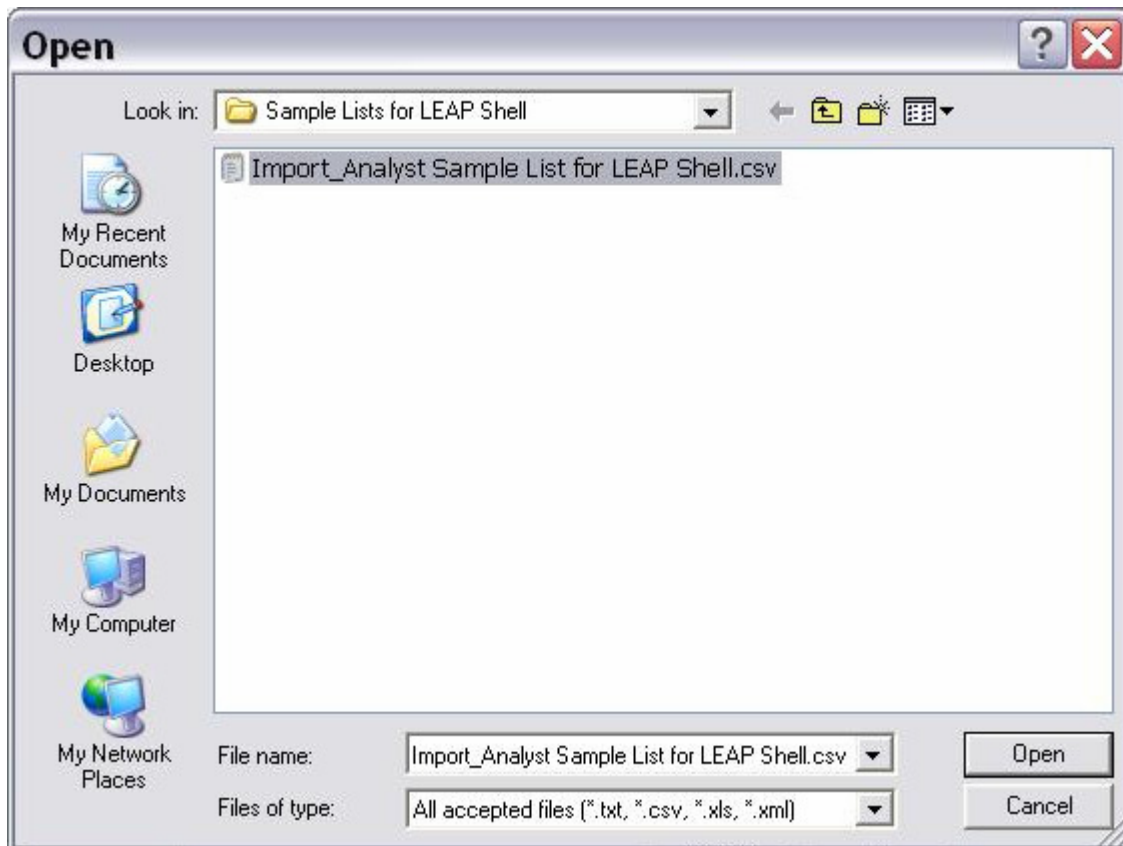 Open
Look in: Sample Lists for LEAP Shell
Import_Analyst Sample List for LEAP Shell.csv
My Recent
Documents
Desktop
My Documents
My Computer
My Network
Places
File name: Import_Analyst Sample List for LEAP Shell.csv Open
Files of type: All accepted files (*.txt, *.csv, *.xls, *.xml) Cancel